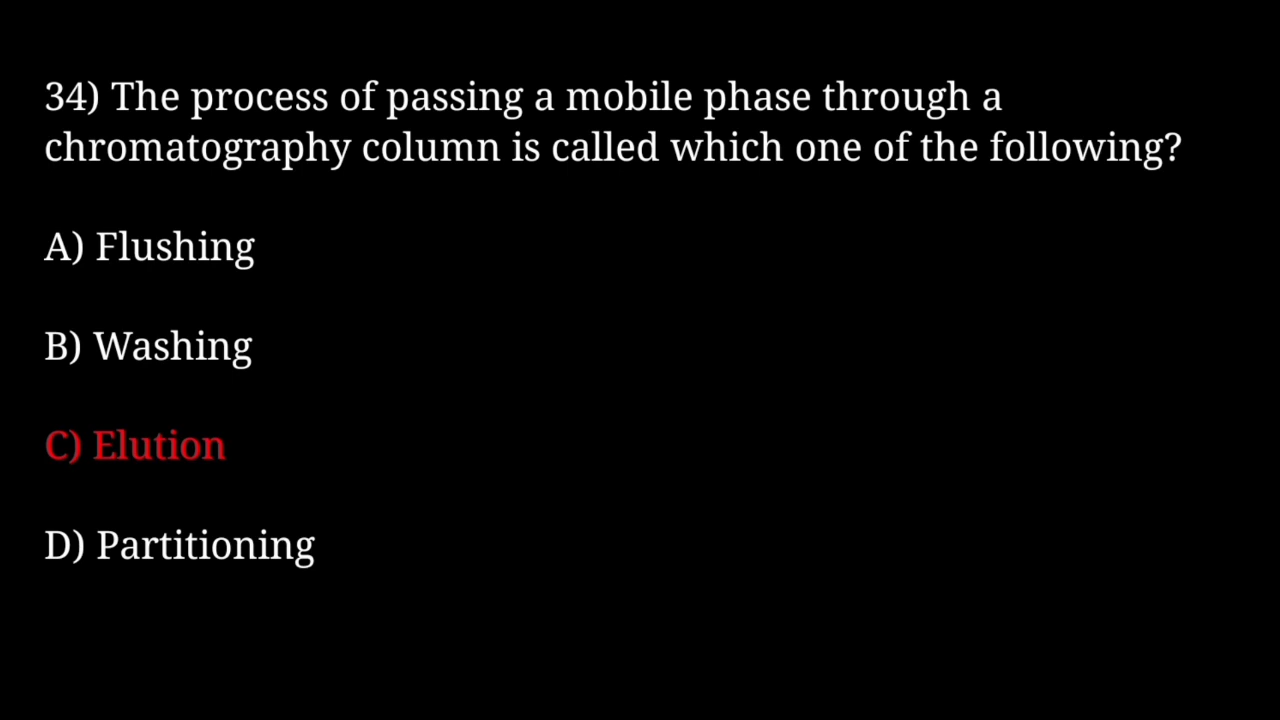 34) The process of passing a mobile phase through a
chromatography column is called which one of the following?
A) Flushing
B) Washing
C) Elution
D) Partitioning